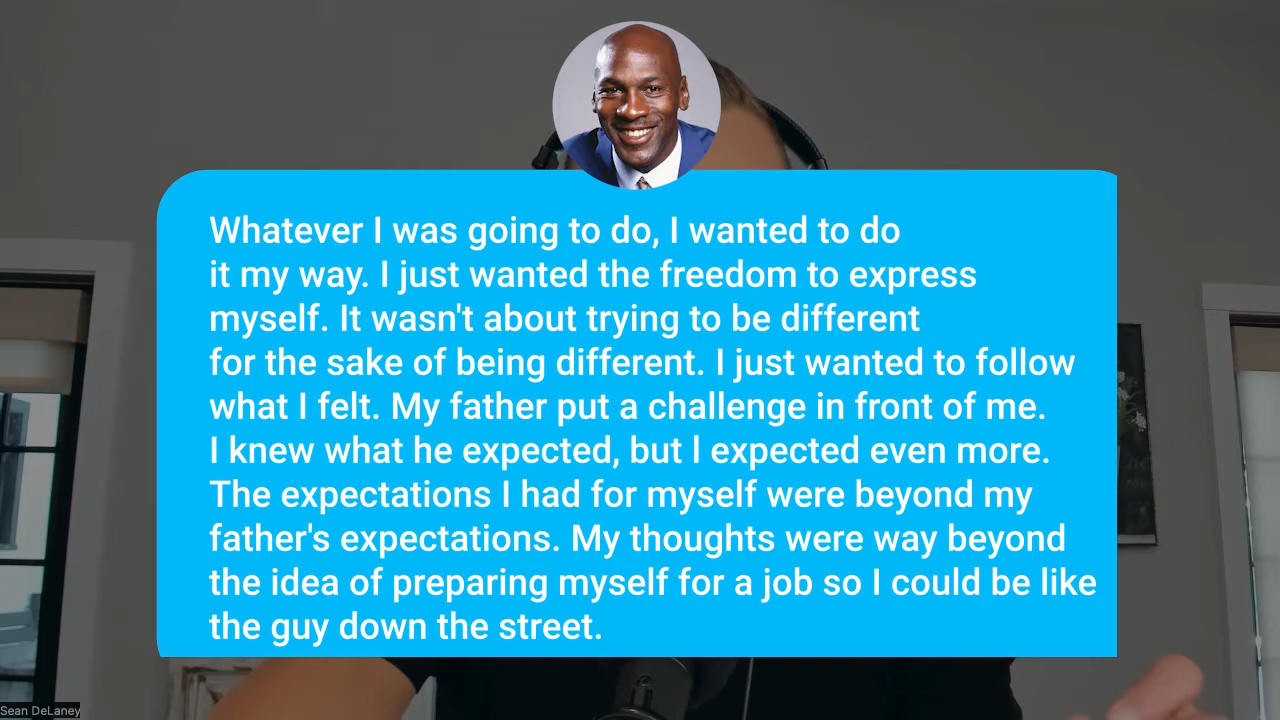 Whatever I was going to do, I wanted to do
it my way. I just wanted the freedom to express
myself. It wasn't about trying to be different
for the sake of being different. I just wanted to follow
what I felt. My father put a challenge in front of me.
I knew what he expected, but I expected even more.
The expectations I had for myself were beyond my
father's expectations. My thoughts were way beyond
the idea of preparing myself for a job so I could be like
the guy down the street.
Sean DeLaney